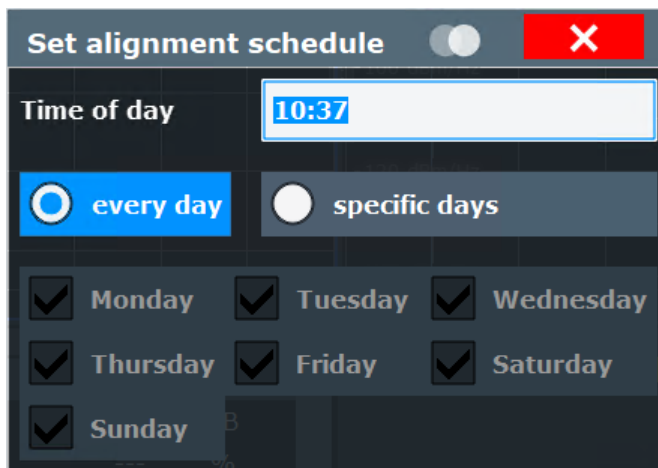 Set alignment schedule
Time of day 10:37
every day specific days
Monday Tuesday Wednesday
Thursday Friday Saturday
Sunday
B
%